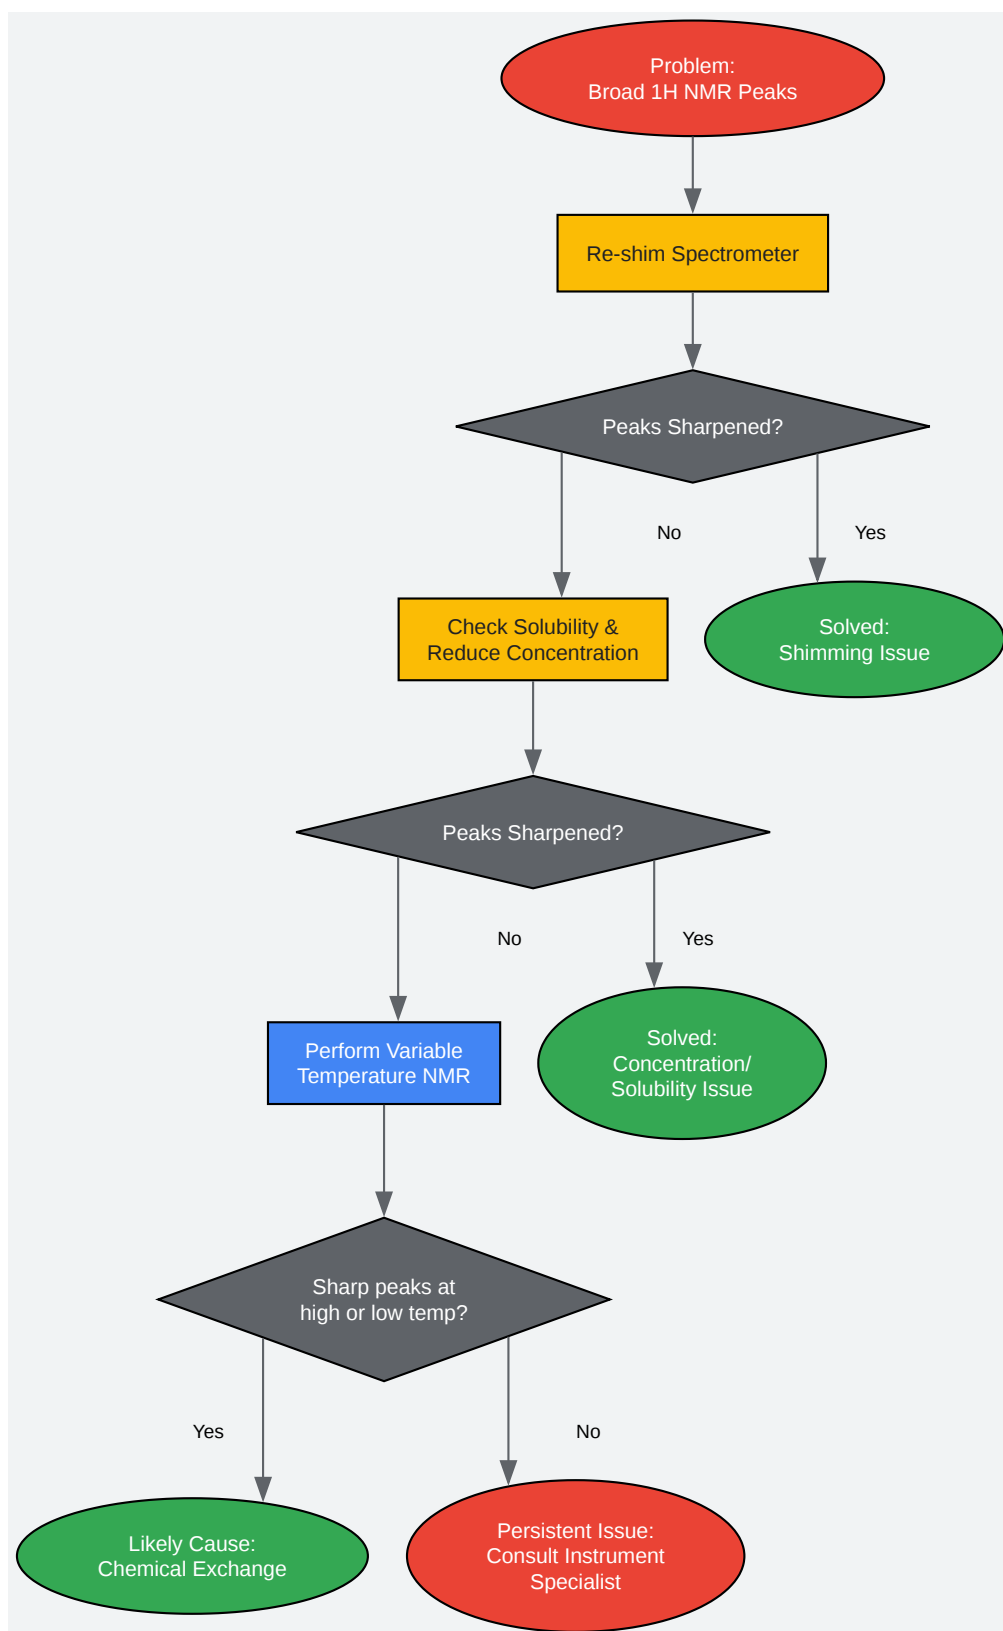 Problem:
Broad 1H NMR Peaks
Re-shim Spectrometer
Peaks Sharpened?
No
Yes
Check Solubility &
Reduce Concentration
Solved:
Shimming Issue
Peaks Sharpened?
No
Yes
Perform Variable
Temperature NMR
Solved:
Concentration/
Solubility Issue
Sharp peaks at
high or low temp?
Yes
No
Likely Cause:
Chemical Exchange
Persistent Issue:
Consult Instrument
Specialist